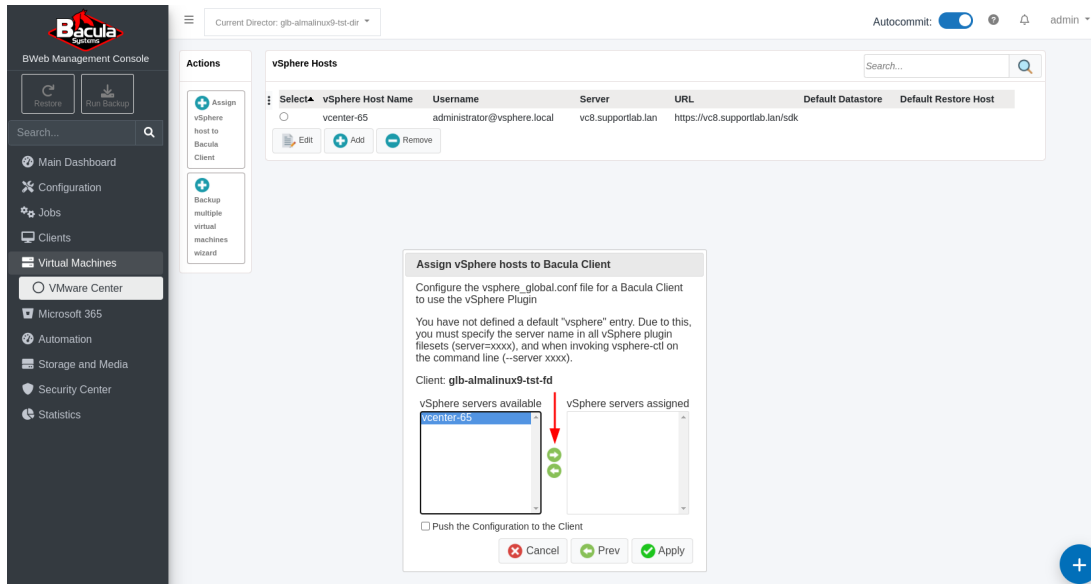 Bacula
Systems
BWeb Management Console
Restore
Run Backup
Search...
Main Dashboard
Configuration
Jobs
Clients
Virtual Machines
VMware Center
Microsoft 365
Automation
Storage and Media
Security Center
Statistics
Current Director: glb-almalinux9-tst-dir
Autocommit:
admin
Actions
Assign
vSphere
host to
Bacula
Client
Backup
multiple
virtual
machines
wizard
vSphere Hosts
Search...
Select vSphere Host Name Username Server URL Default Datastore Default Restore Host
vcenter-65 administrator@vsphere.local vc8.supportlab.lan https://vc8.supportlab.lan/sdk
Edit Add Remove
Assign vSphere hosts to Bacula Client
Configure the vsphere_global.conf file for a Bacula Client
to use the vSphere Plugin
You have not defined a default "vsphere" entry. Due to this,
you must specify the server name in all vSphere plugin
filesets (server=xxxx), and when invoking vsphere-ctl on
the command line (--server xxxx).
Client: glb-almalinux9-tst-fd
vSphere servers available vSphere servers assigned
vcenter-65
Push the Configuration to the Client
Cancel Prev Apply